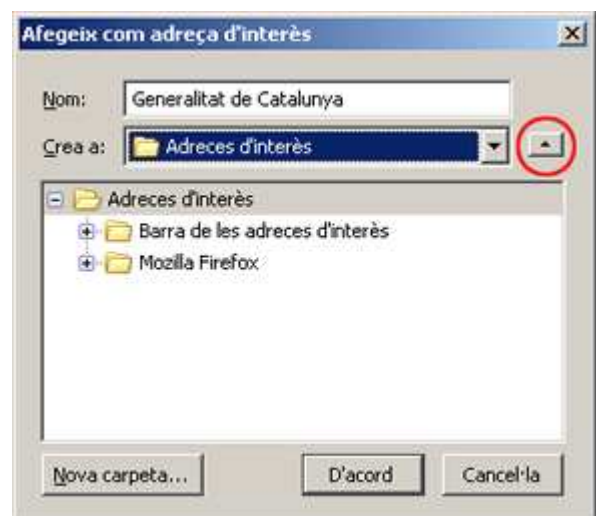 Afegeix com adreça d'interès
Nom: Generalitat de Catalunya
Crea a: Adreces d'interès
Adreces d'interès
Barra de les adreces d'interès
Mozilla Firefox
Nova carpeta... D'acord Cancel·la